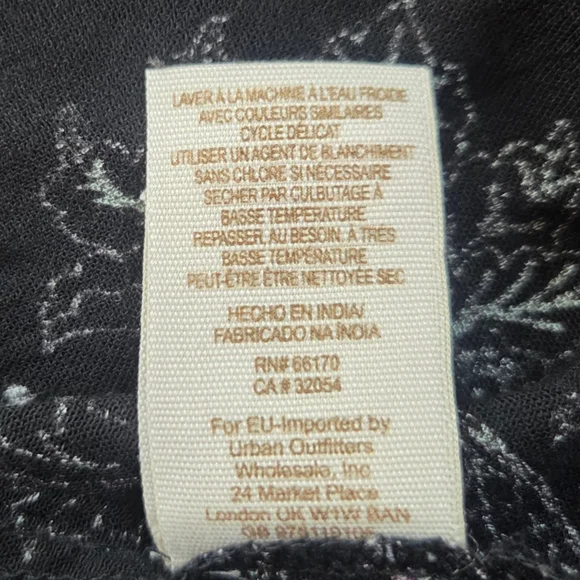 LAVER À LA MACHINE À L'EAU FROIDE
AVEC COULEURS SIMILAIRES
CYCLE DÉLICAT
UTILISER UN AGENT DE BLANCHIMENT
SANS CHLORE SI NÉCESSAIRE
SÉCHER PAR CULBUTAGE À
BASSE TEMPÉRATURE
REPASSER, AU BESOIN, À TRÈS
BASSE TEMPÉRATURE
PEUT-ÊTRE ÊTRE NETTOYÉE SEC
HECHO EN INDIA/
FABRICADO NA ÍNDIA
RN# 66170
CA # 32054
For EU-Imported by
Urban Outfitters
Wholesale, Inc
24 Market Place
London UK W1W 8AN
GB